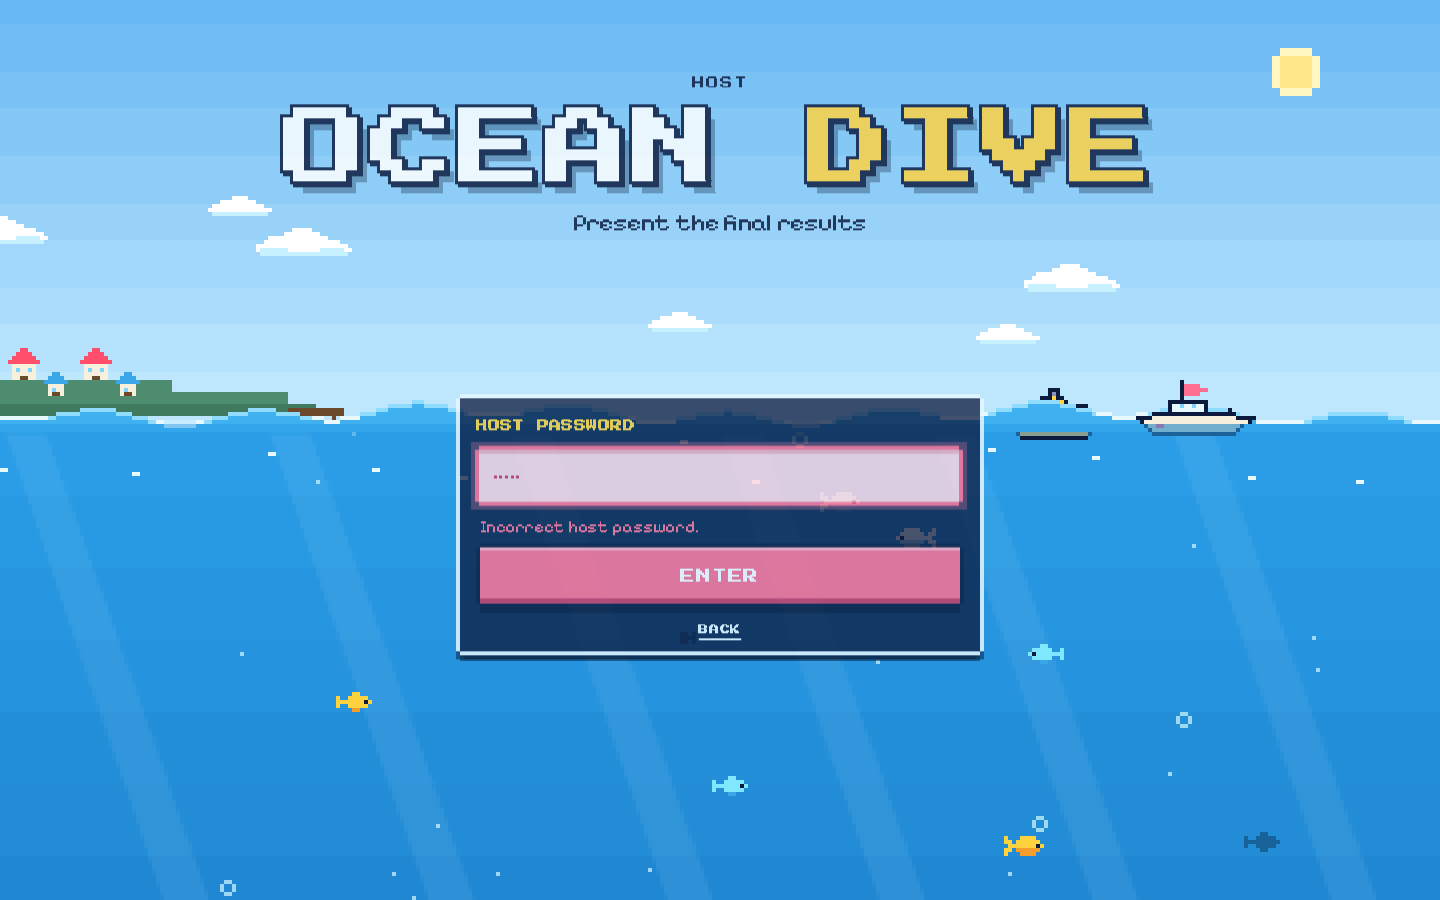 HOST
OCEAN DIVE
Present the final results
HOST PASSWORD
.....
Incorrect host password.
ENTER
BACK